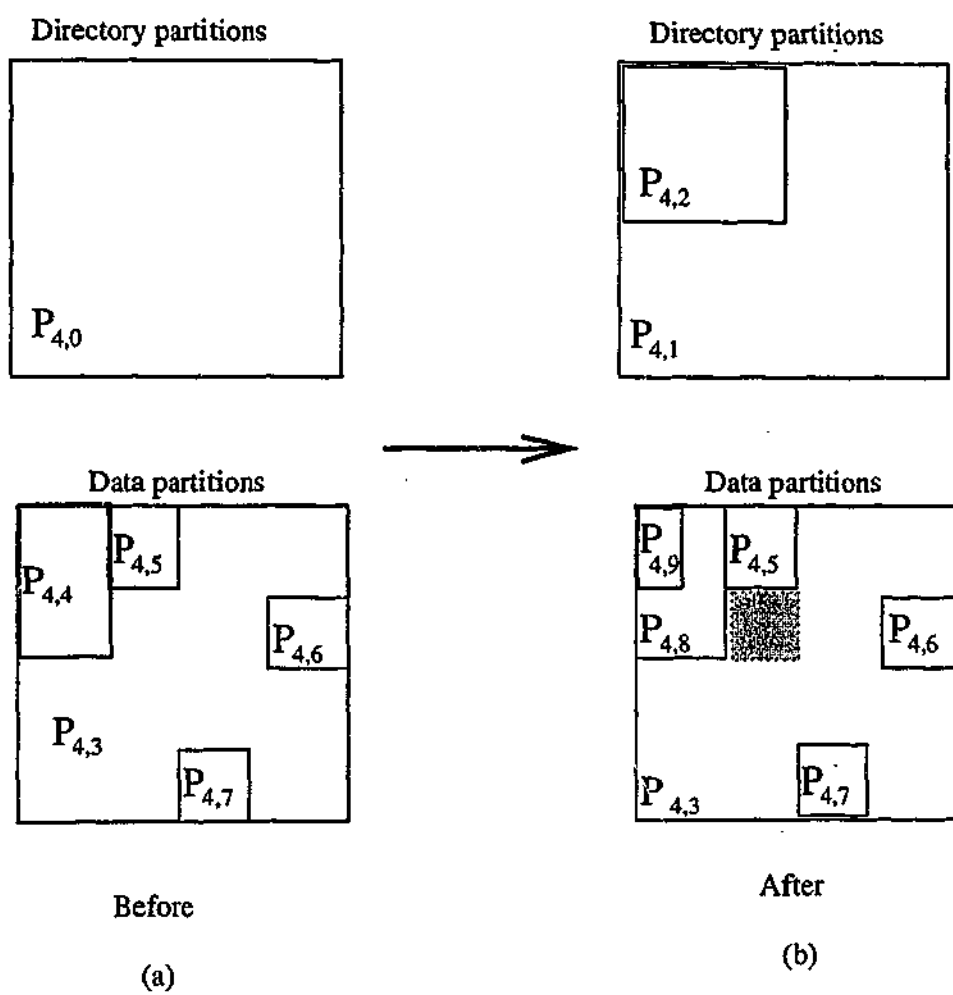 Directory partitions
P4,0
Data partitions
P4,4
P4,5
P4,6
P4,3
P4,7
Before
(a)
Directory partitions
P4,2
P4,1
Data partitions
P4,9
P4,5
P4,8
P4,6
P4,3
P4,7
After
(b)